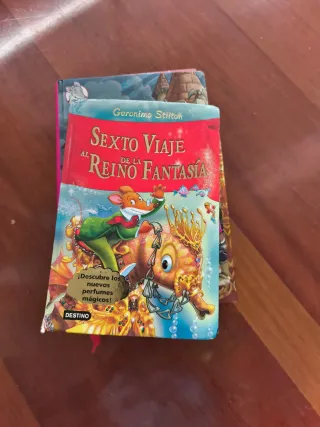 Geronimo Stilton
SEXTO VIAJE
AL REINO DE LA FANTASÍA
¡Descubre los
nuevos
perfumes
mágicos!
DESTINO